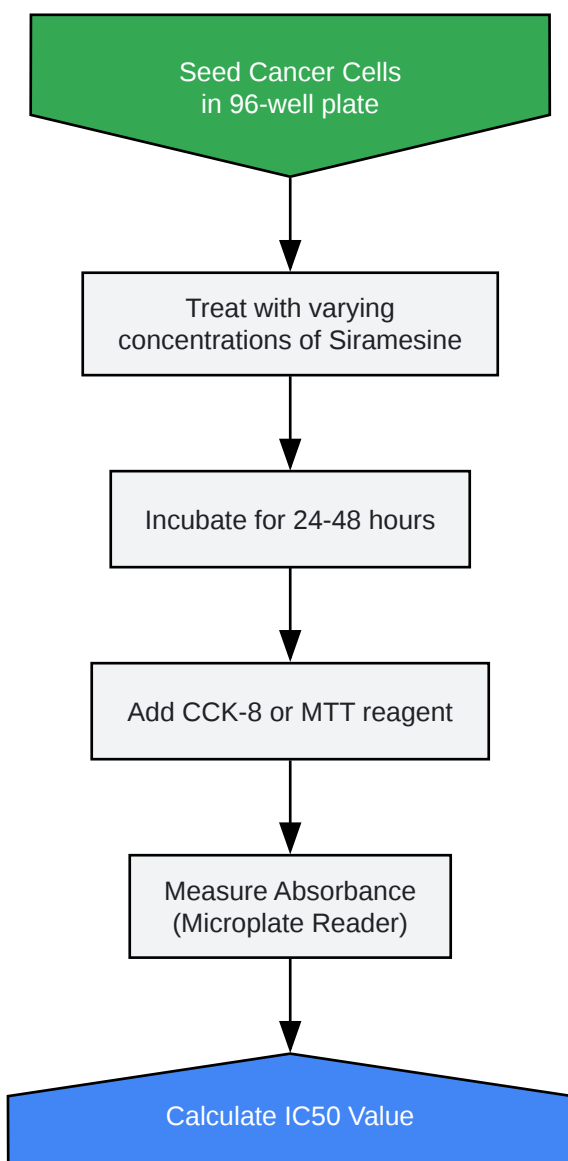 Seed Cancer Cells
in 96-well plate
Treat with varying
concentrations of Siramesine
Incubate for 24-48 hours
Add CCK-8 or MTT reagent
Measure Absorbance
(Microplate Reader)
Calculate IC50 Value